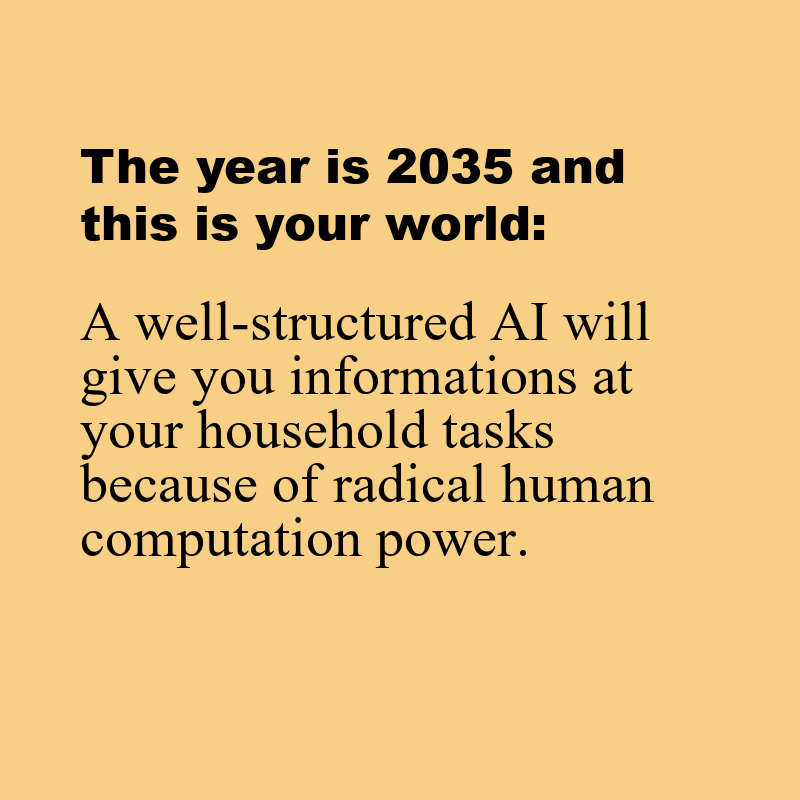 The year is 2035 and
this is your world:
A well-structured AI will
give you informations at
your household tasks
because of radical human
computation power.